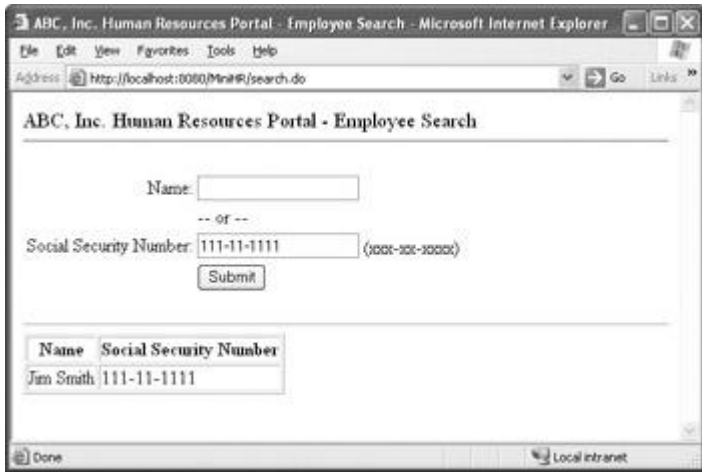 ABC, Inc. Human Resources Portal - Employee Search - Microsoft Internet Explorer
File Edit View Favorites Tools Help
Address http://localhost:8080/MiniHR/search.do Go Links »
ABC, Inc. Human Resources Portal - Employee Search
Name:
-- or --
Social Security Number: 111-11-1111 (xxx-xx-xxxx)
Submit
Name Social Security Number
Jim Smith 111-11-1111
Done Local intranet